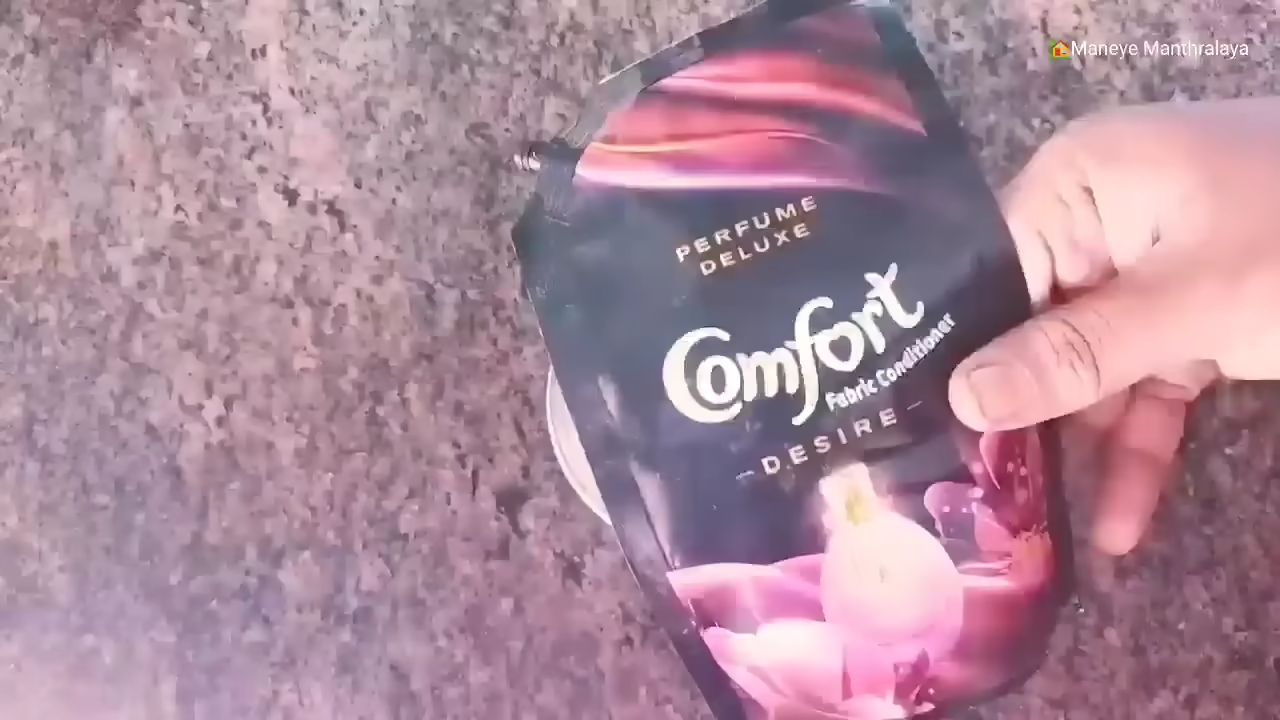 Maneye Manthralaya
PERFUME
DELUXE
Comfort
Fabric Conditioner
DESIRE